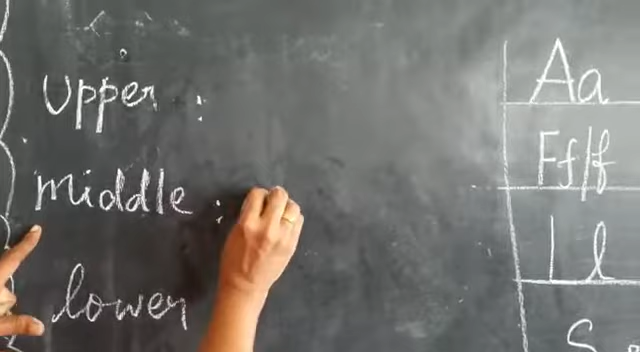 Upper :
middle :
lower
Aa
Ff/f
Ll
S